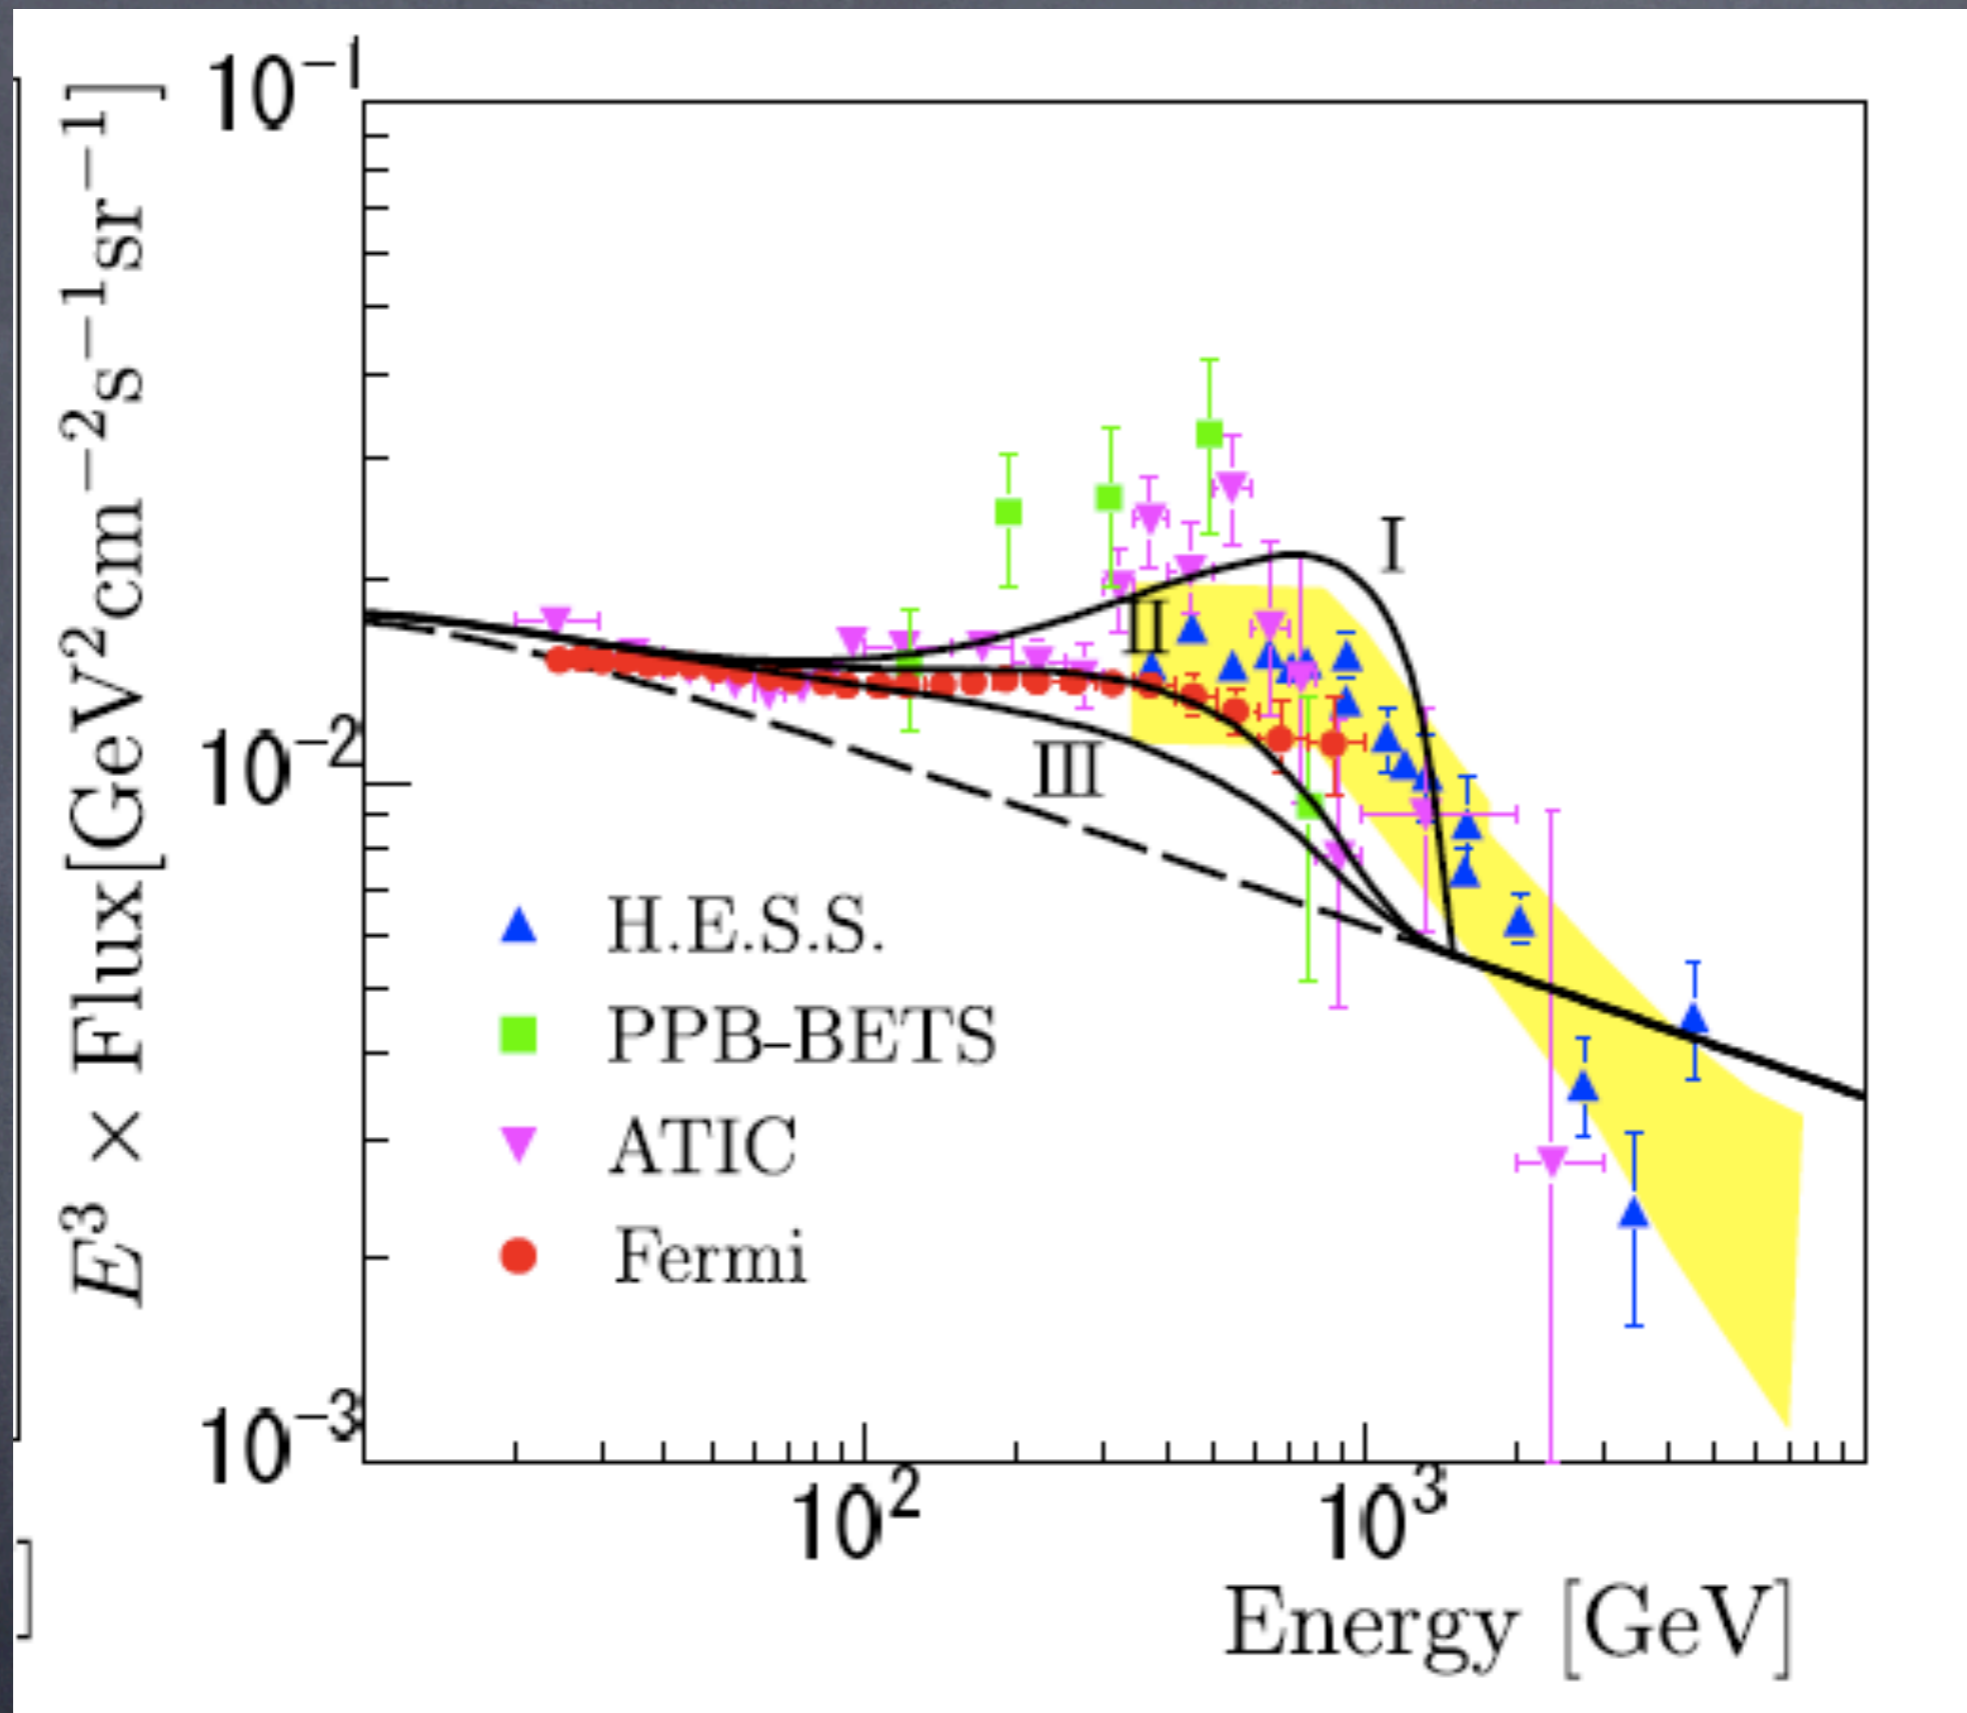 10⁻¹
10⁻²
10⁻³
E³ × Flux[GeV²cm⁻²s⁻¹sr⁻¹]
I
II
III
H.E.S.S.
PPB-BETS
ATIC
Fermi
10² 10³
Energy [GeV]
]